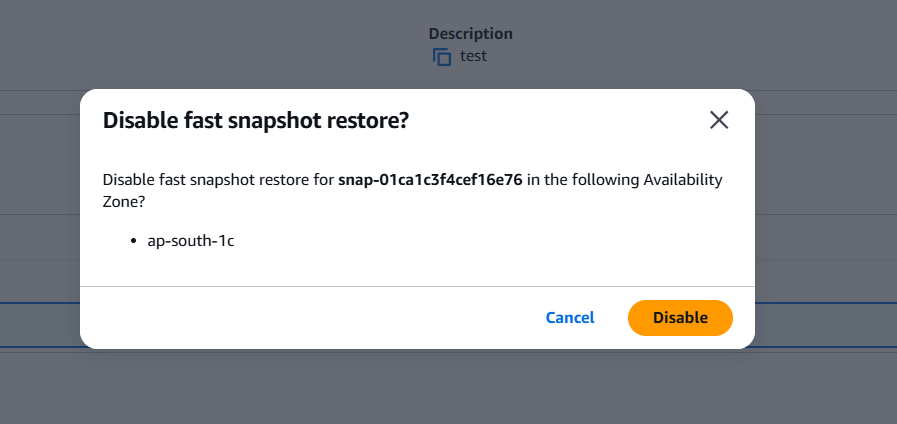 Description
test
Disable fast snapshot restore?
Disable fast snapshot restore for snap-01ca1c3f4cef16e76 in the following Availability
Zone?
• ap-south-1c
Cancel
Disable